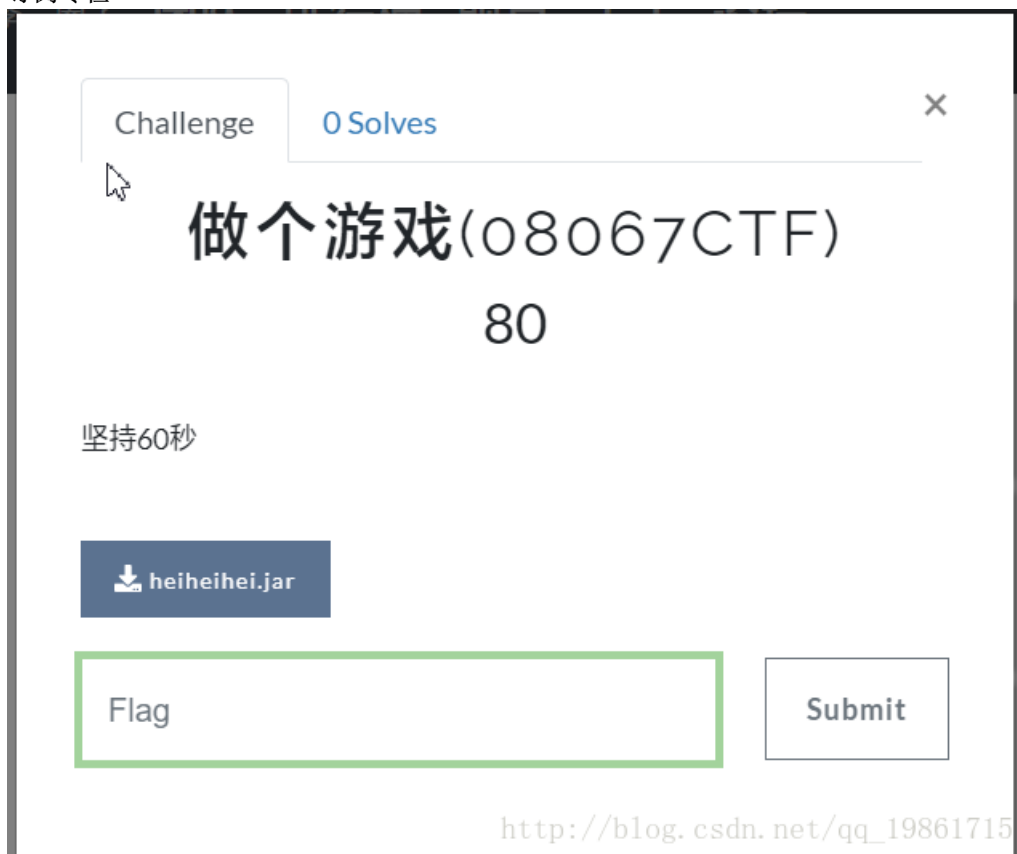 Challenge
0 Solves
×
做个游戏(08067CTF)
80
坚持60秒
heiheihei.jar
Flag
Submit
http://blog.csdn.net/qq_19861715